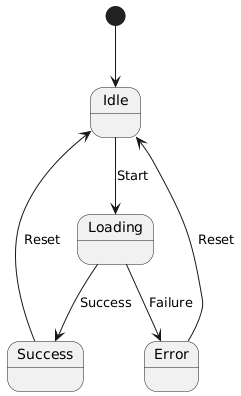 Idle
Start
Loading
Reset
Reset
Success
Failure
Success
Error